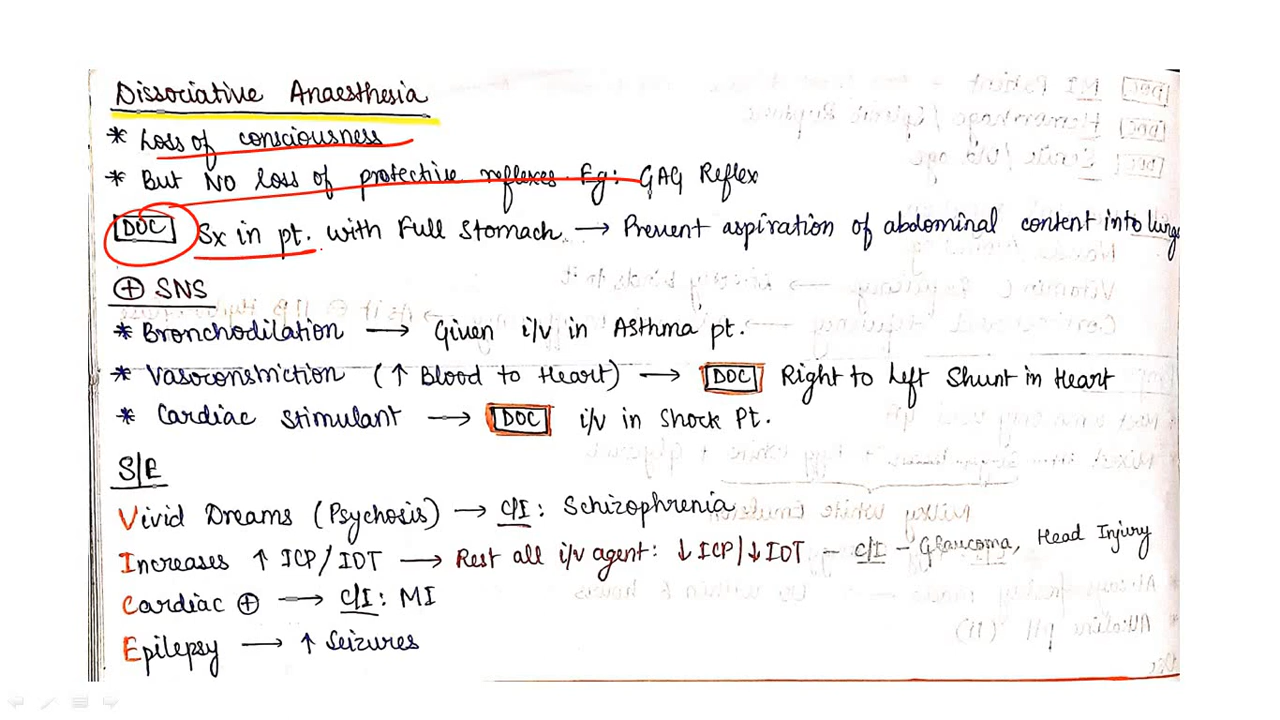 Dissociative Anaesthesia
* Loss of consciousness
* But No loss of protective reflexes Eg: GAG Reflex
DOC Sx in pt. with Full Stomach → Prevent aspiration of abdominal content into lungs
⊕ SNS
* Bronchodilation → Given i/v in Asthma pt.
* Vasoconstriction (↑ Blood to Heart) → DOC Right to Left Shunt in Heart
* Cardiac stimulant → DOC i/v in Shock Pt.
S/E
Vivid Dreams (Psychosis) → C/I: Schizophrenia
Increases ↑ ICP/IOT → Rest all i/v agent: ↓ ICP/↓ IOT - C/I - Glaucoma, Head Injury
Cardiac ⊕ → C/I: MI
Epilepsy → ↑ Seizures